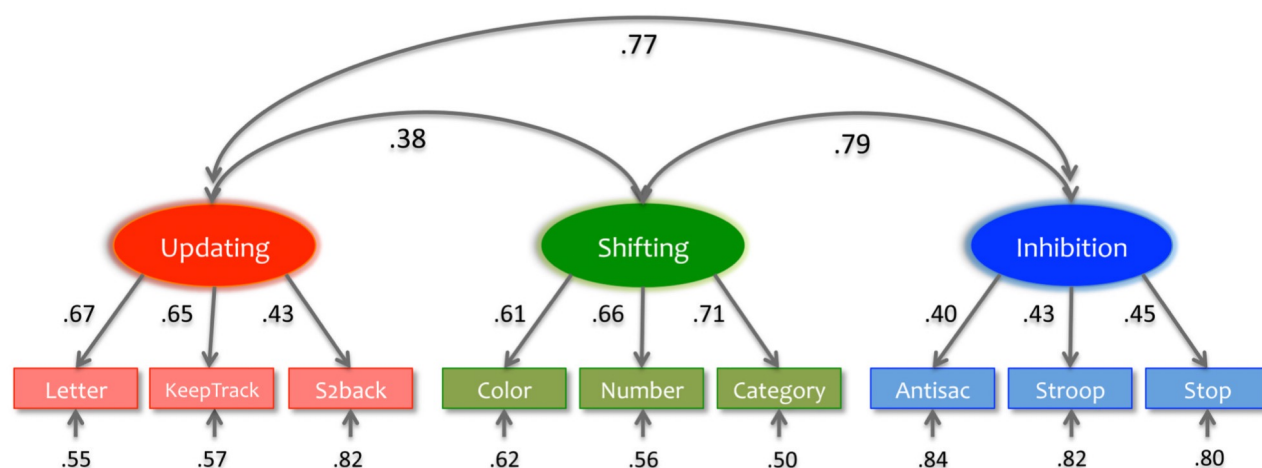 .77
.38
.79
Updating
Shifting
Inhibition
.67 .65 .43 .61 .66 .71 .40 .43 .45
Letter KeepTrack S2back Color Number Category Antisac Stroop Stop
.55 .57 .82 .62 .56 .50 .84 .82 .80